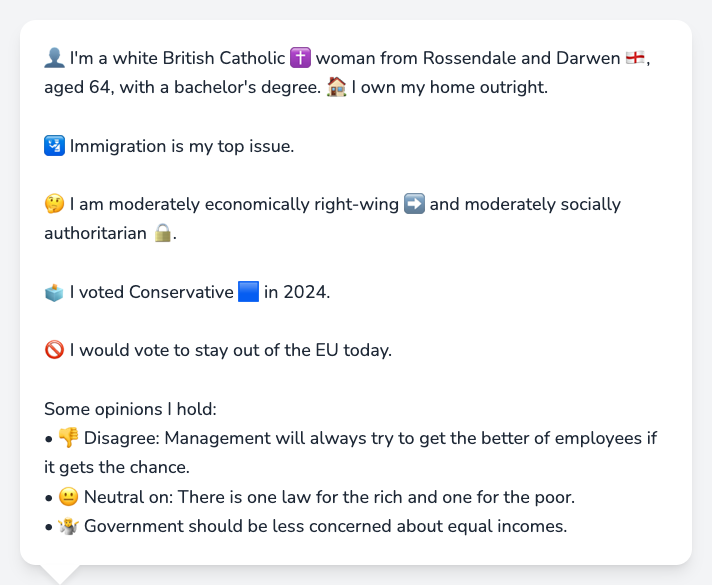 👤 I'm a white British Catholic ✝️ woman from Rossendale and Darwen 🏴󠁧󠁢󠁥󠁮󠁧󠁿,
aged 64, with a bachelor's degree. 🏠 I own my home outright.
🛂 Immigration is my top issue.
🤔 I am moderately economically right-wing ➡️ and moderately socially
authoritarian 🔒.
🗳️ I voted Conservative 🟦 in 2024.
🚫 I would vote to stay out of the EU today.
Some opinions I hold:
• 👎 Disagree: Management will always try to get the better of employees if
it gets the chance.
• 😐 Neutral on: There is one law for the rich and one for the poor.
• 🤷 Government should be less concerned about equal incomes.